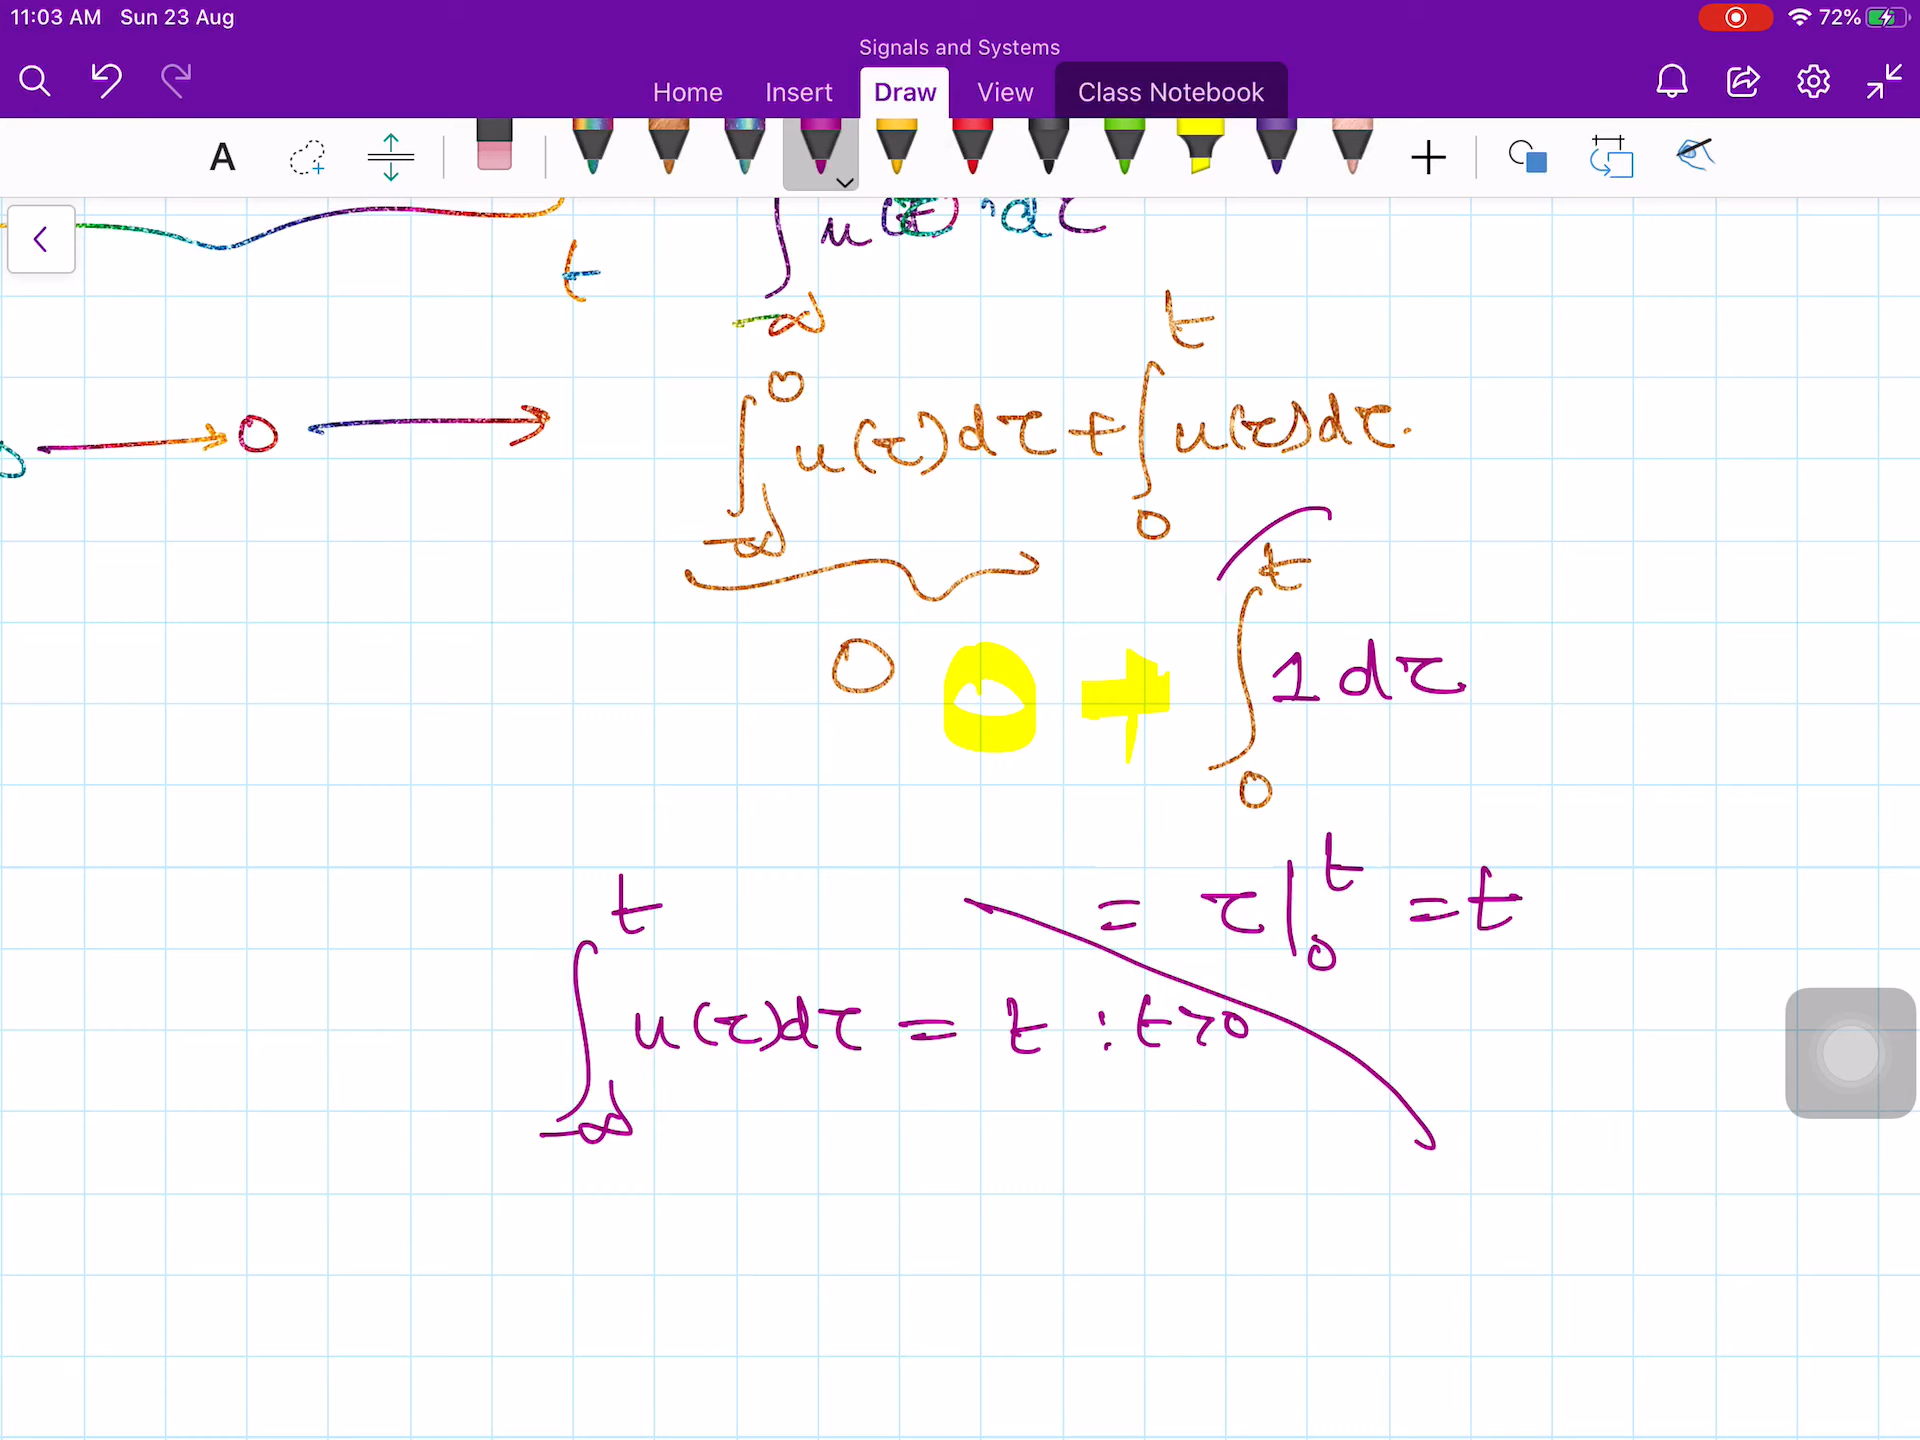 11:03 AM Sun 23 Aug 72%
Signals and Systems
Home Insert Draw View Class Notebook
A
∫ u(τ) dτ
-∞
t
∫_{-∞}^{0} u(τ)dτ + ∫_{0}^{t} u(τ)dτ.
0
0 0 + ∫_{0}^{t} 1 dτ
= τ|_{0}^{t} = t
∫_{-∞}^{t} u(τ)dτ = t : t>0